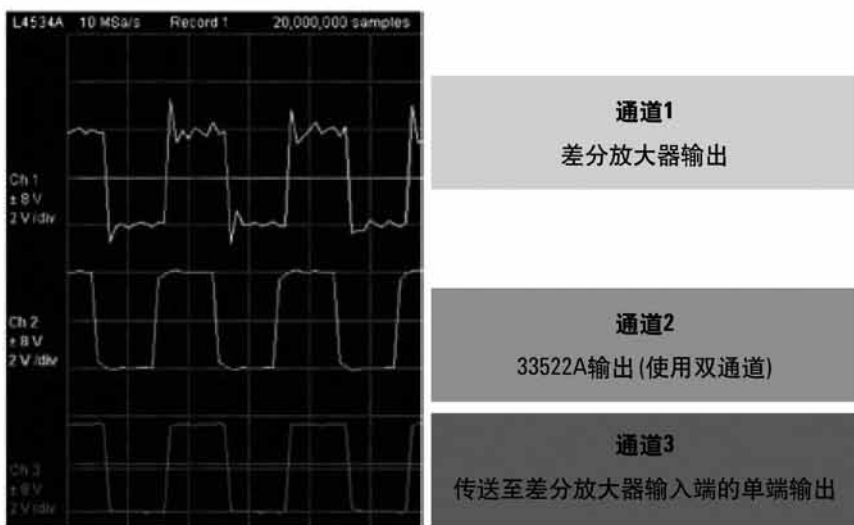 L4534A 10 MSa/s Record 1 20,000,000 samples
Ch 1
± 8 V
2 V/div
通道1
差分放大器输出
Ch 2
± 8 V
2 V/div
通道2
33522A输出(使用双通道)
Ch 3
± 8 V
2 V/div
通道3
传送至差分放大器输入端的单端输出